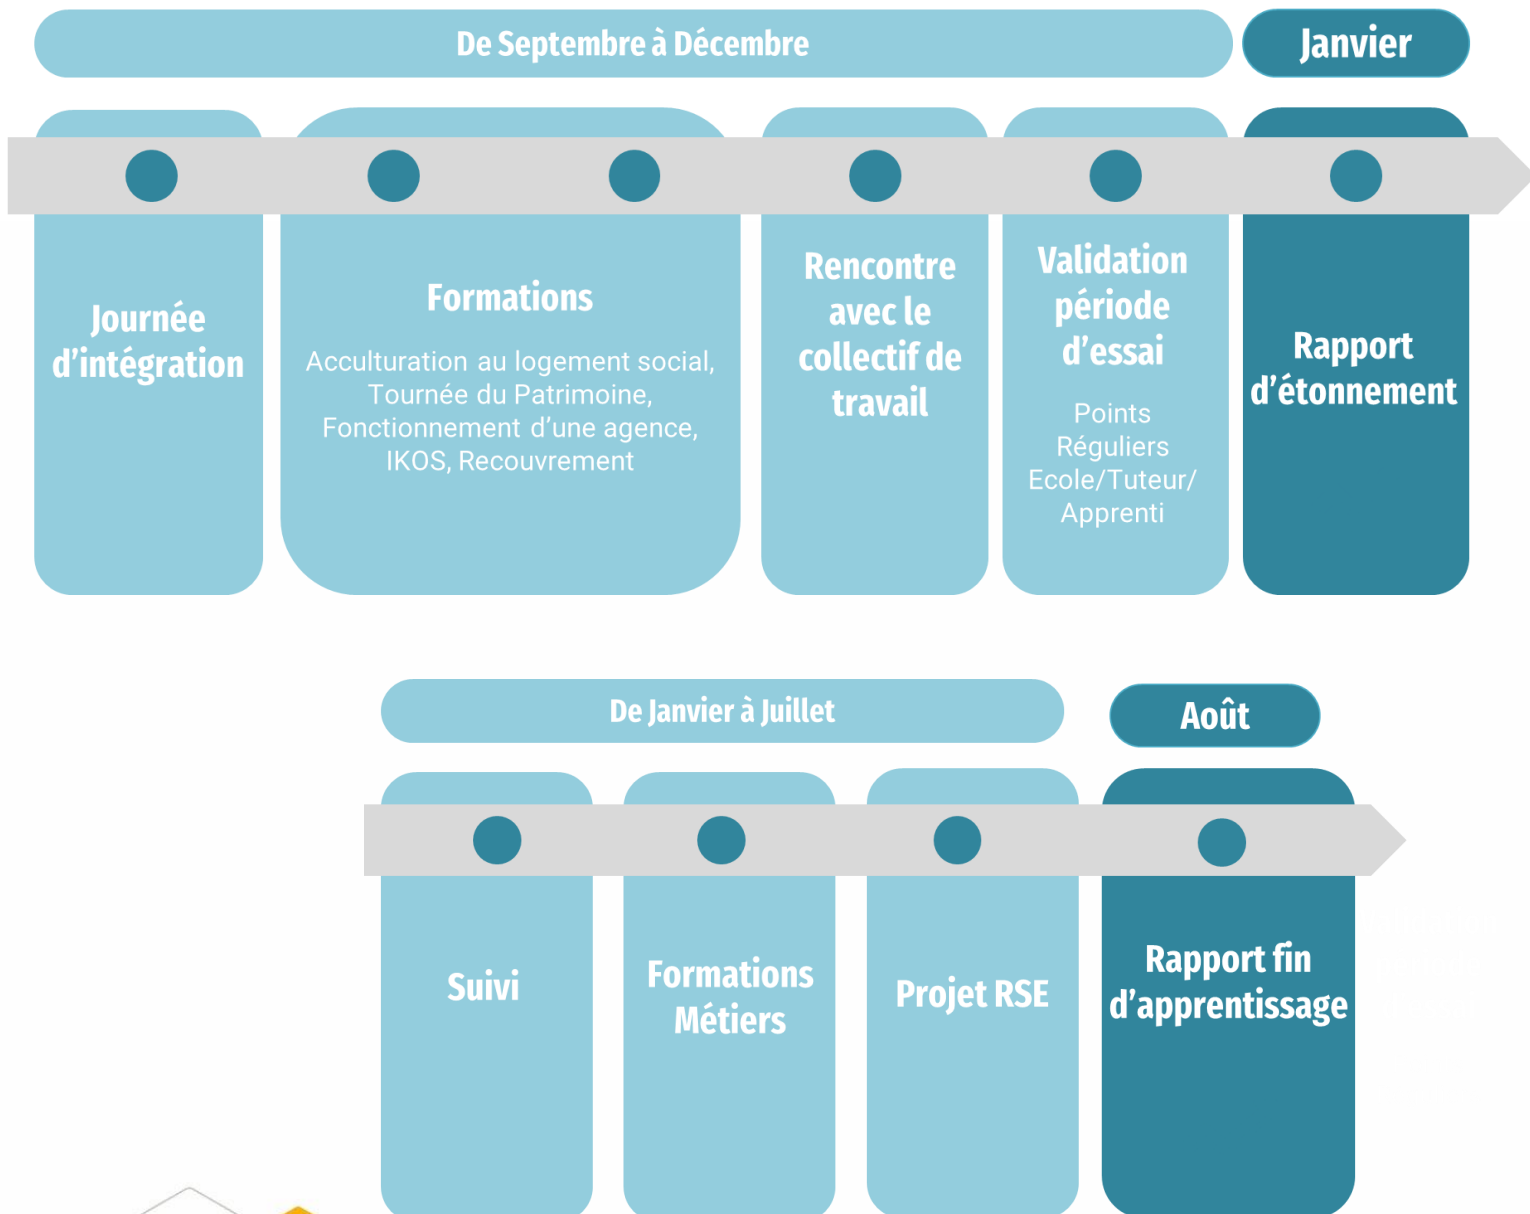 De Septembre à Décembre
Janvier
Journée
d'intégration
Formations
Acculturation au logement social,
Tournée du Patrimoine,
Fonctionnement d'une agence,
IKOS, Recouvrement
Rencontre
avec le
collectif de
travail
Validation
période
d'essai
Points
Réguliers
Ecole/Tuteur/
Apprenti
Rapport
d'étonnement
De Janvier à Juillet
Août
Suivi
Formations
Métiers
Projet RSE
Rapport fin
d'apprentissage